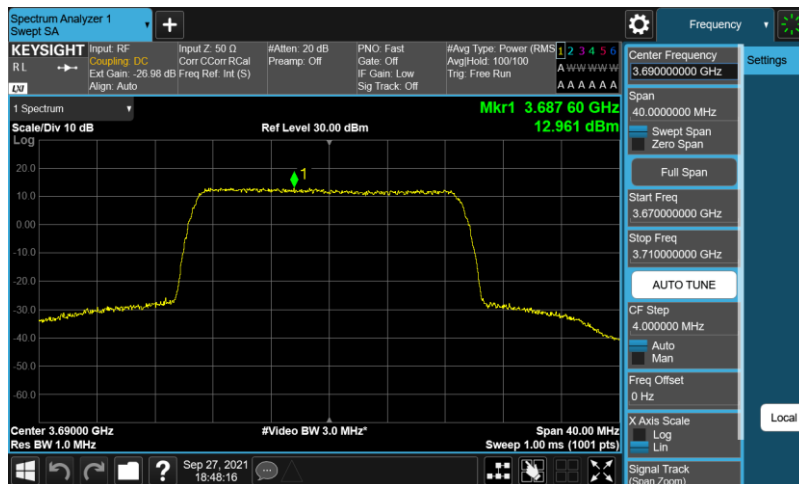 Spectrum Analyzer 1
Swept SA
Frequency
KEYSIGHT
RL
LXI
Input: RF
Coupling: DC
Ext Gain: -26.98 dB
Align: Auto
Input Z: 50 Ω
Corr CCorr RCal
Freq Ref: Int (S)
#Atten: 20 dB
Preamp: Off
PNO: Fast
Gate: Off
IF Gain: Low
Sig Track: Off
#Avg Type: Power (RMS
Avg|Hold: 100/100
Trig: Free Run
1 2 3 4 5 6
A W W W W W
A A A A A A
1 Spectrum
Scale/Div 10 dB
Ref Level 30.00 dBm
Mkr1 3.687 60 GHz
12.961 dBm
Log
1
20.0
10.0
0.00
-10.0
-20.0
-30.0
-40.0
-50.0
-60.0
Center 3.69000 GHz
Res BW 1.0 MHz
#Video BW 3.0 MHz*
Span 40.00 MHz
Sweep 1.00 ms (1001 pts)
Sep 27, 2021
18:48:16
?
Center Frequency
3.690000000 GHz
Span
40.0000000 MHz
Swept Span
Zero Span
Full Span
Start Freq
3.670000000 GHz
Stop Freq
3.710000000 GHz
AUTO TUNE
CF Step
4.000000 MHz
Auto
Man
Freq Offset
0 Hz
X Axis Scale
Log
Lin
Signal Track
(Span Zoom)
Settings
Local